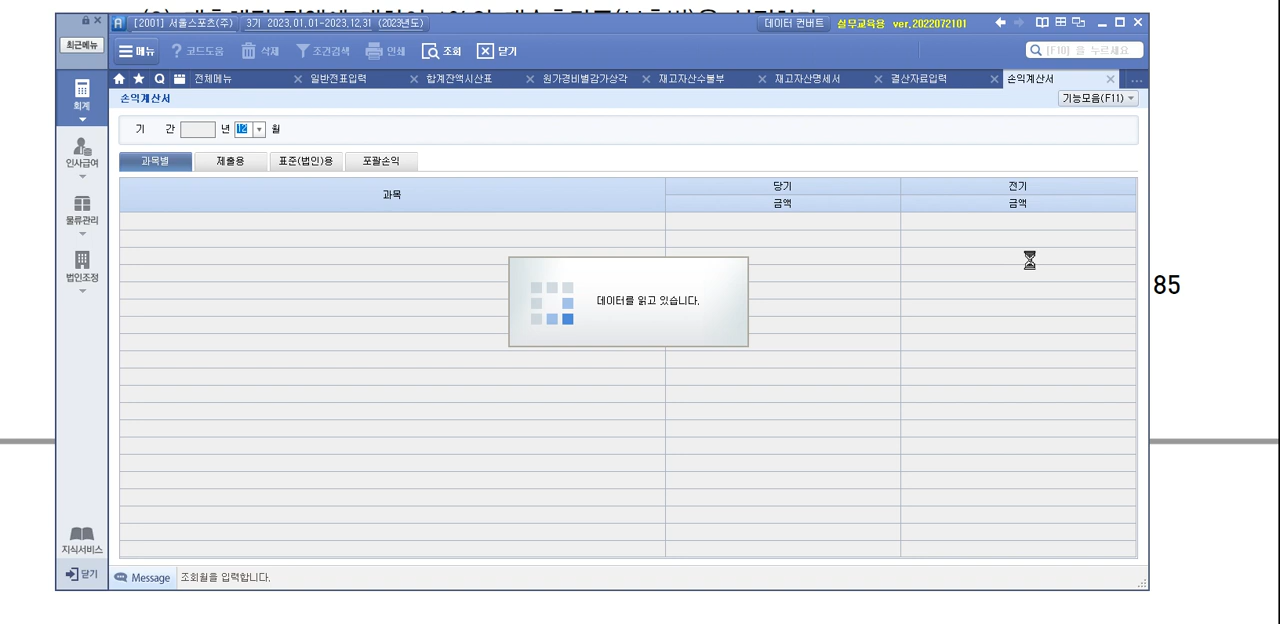 최근메뉴
[2001] 서울스포츠(주) 3기 2023.01.01~2023.12.31 (2023년도) 데이터 컨버트 실무교육용 ver.2022072101
메뉴 코드도움 삭제 조건검색 인쇄 조회 닫기 [F10] 을 누르세요
전체메뉴 일반전표입력 합계잔액시산표 원가경비별감가상각 재고자산수불부 재고자산명세서 결산자료입력 손익계산서 ...
손익계산서 기능모음(F11)
기 간 년 12 월
과목별 제출용 표준(법인)용 포괄손익
과목 당기 전기
금액 금액
데이터를 읽고 있습니다.
회계
인사급여
물류관리
법인조정
지식서비스
닫기
Message 조회월을 입력합니다.
85